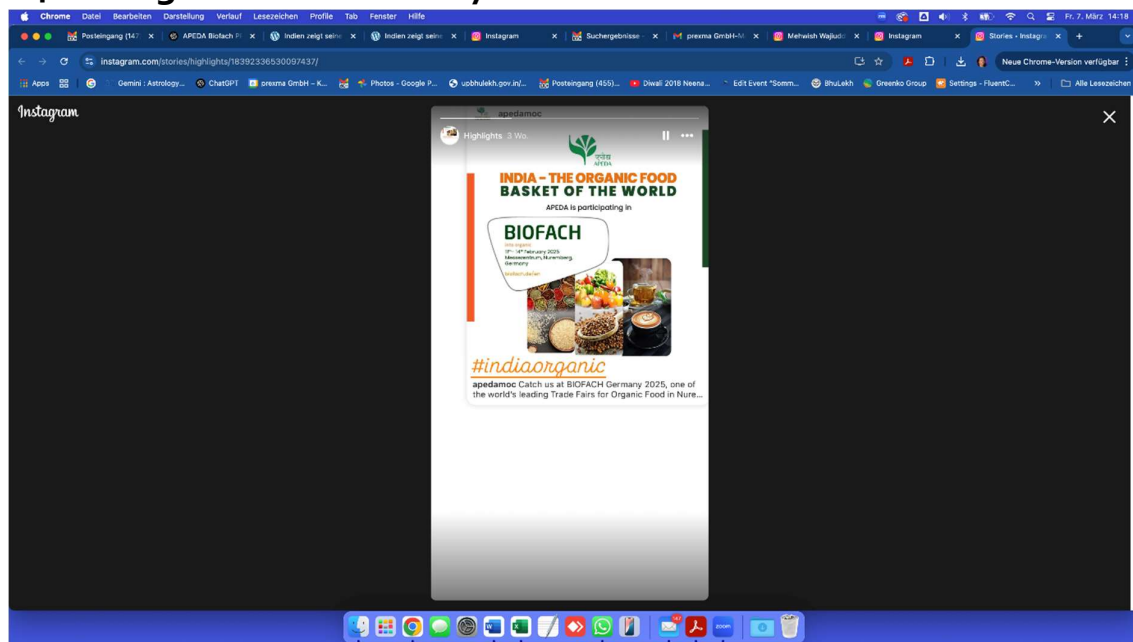 Chrome Datei Bearbeiten Darstellung Verlauf Lesezeichen Profile Tab Fenster Hilfe Fr. 7. März 14:18
Posteingang (147 APEDA Biofach Pl Indien zeigt seine Indien zeigt seine Instagram Suchergebnisse - prexma GmbH-M Mehwish Wajiudd Instagram Stories • Instagra
instagram.com/stories/highlights/18392336530097437/ Neue Chrome-Version verfügbar
Apps Gemini : Astrology... ChatGPT prexma GmbH – K... Photos - Google P... upbhulekh.gov.in/... Posteingang (455)... Diwali 2018 Neena... Edit Event "Somm... BhuLekh Greenko Group Settings - FluentC... » Alle Lesezeichen
Instagram
apedamoc
Highlights 3 Wo.
एपीडा
APEDA
INDIA - THE ORGANIC FOOD
BASKET OF THE WORLD
APEDA is participating in
BIOFACH
into organic
Messezentrum, Nuremberg,
Germany
#indiaorganic
apedamoc Catch us at BIOFACH Germany 2025, one of
the world's leading Trade Fairs for Organic Food in Nure...